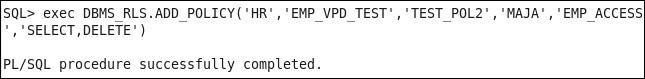 SQL> exec DBMS_RLS.ADD_POLICY('HR','EMP_VPD_TEST','TEST_POL2','MAJA','EMP_ACCESS
','SELECT,DELETE')
PL/SQL procedure successfully completed.